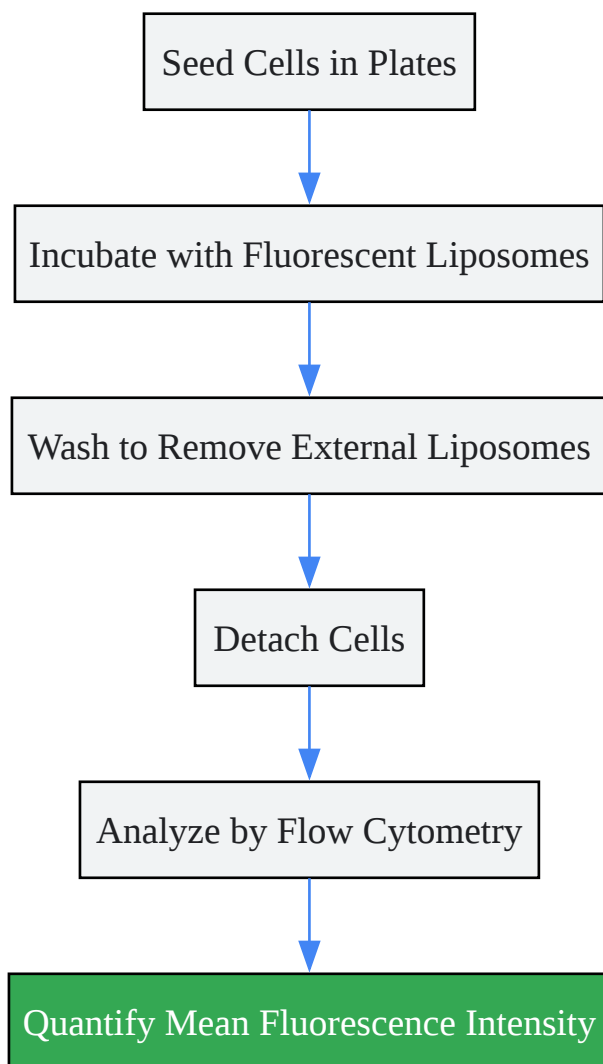 Seed Cells in Plates
Incubate with Fluorescent Liposomes
Wash to Remove External Liposomes
Detach Cells
Analyze by Flow Cytometry
Quantify Mean Fluorescence Intensity